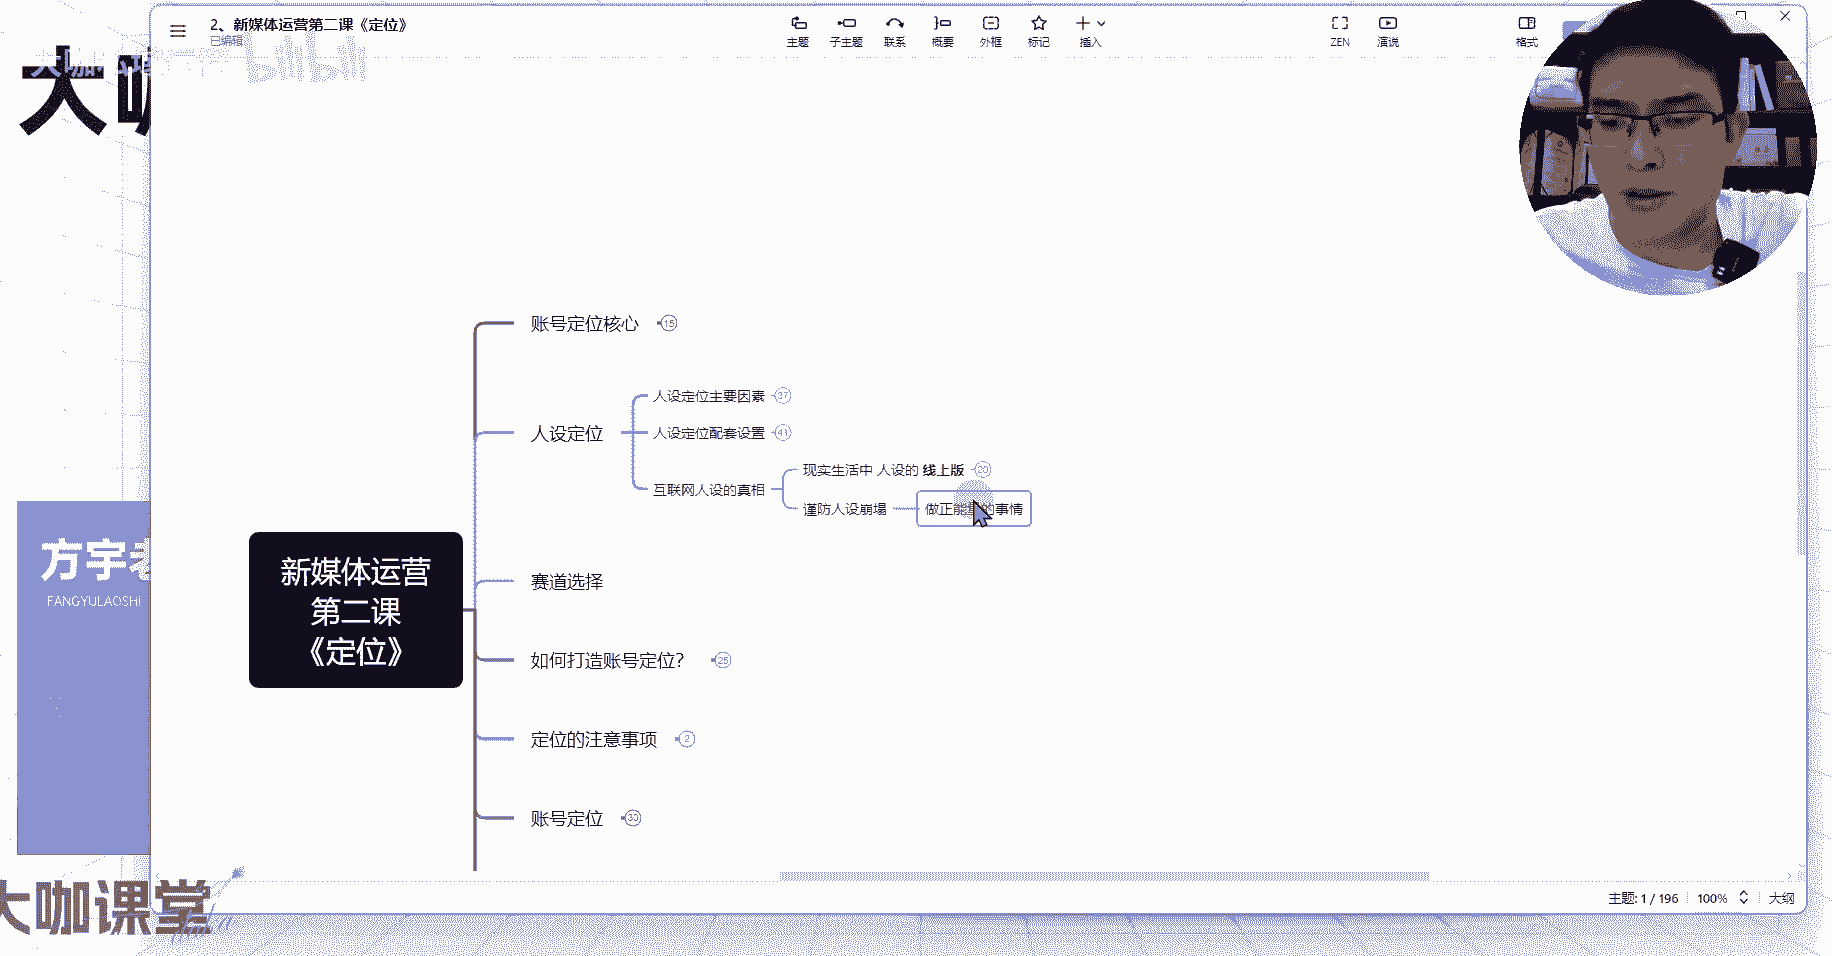 2、新媒体运营第二课《定位》
已编辑
主题
子主题
联系
概要
外框
标记
插入
ZEN
演说
格式
bilibili
大咖
账号定位核心 15
人设定位主要因素 37
人设定位
人设定位配套设置
现实生活中 人设的 线上版 20
互联网人设的真相
谨防人设崩塌
做正能量的事情
新媒体运营
第二课
《定位》
赛道选择
如何打造账号定位? 25
定位的注意事项 2
账号定位 30
方宇老
FANGYULAOSHI
大咖课堂
主题: 1 / 196
100%
大纲